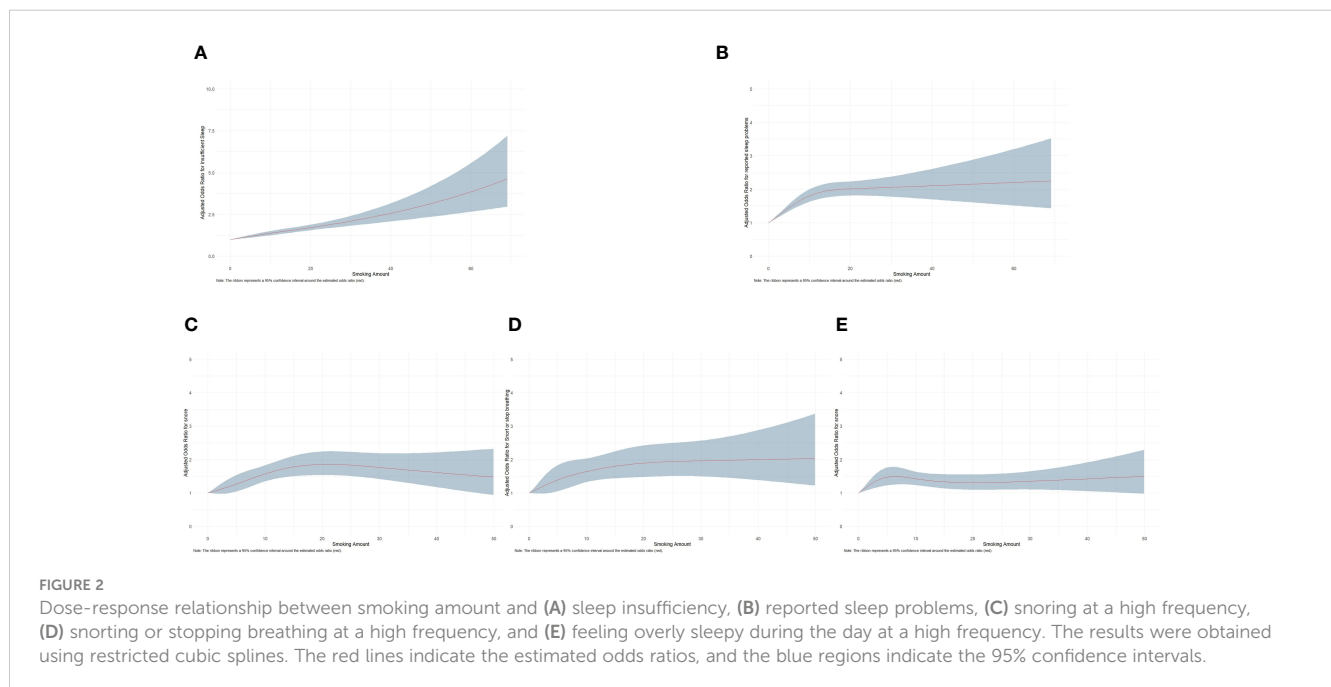 A
10.0
7.5
5.0
2.5
0.0
Adjusted Odds Ratio for Insufficient Sleep
0 20 40 60
Smoking Amount
Note: The ribbon represents a 95% confidence interval around the estimated odd ratio (red).
B
5
4
3
2
1
0
Adjusted Odds Ratio for reported sleep problems
0 20 40 60
Smoking Amount
Note: The ribbon represents a 95% confidence interval around the estimated odd ratio (red).
C
5
4
3
2
1
0
Adjusted Odds Ratio for snore
0 10 20 30 40 50
Smoking Amount
Note: The ribbon represents a 95% confidence interval around the estimated odd ratio (red).
D
5
4
3
2
1
0
Adjusted Odds Ratio for Snort or stop breathing
0 10 20 30 40 50
Smoking Amount
Note: The ribbon represents a 95% confidence interval around the estimated odd ratio (red).
E
5
4
3
2
1
0
Adjusted Odds Ratio for snore
0 10 20 30 40 50
Smoking Amount
Note: The ribbon represents a 95% confidence interval around the estimated odd ratio (red).
FIGURE 2
Dose-response relationship between smoking amount and (A) sleep insufficiency, (B) reported sleep problems, (C) snoring at a high frequency,
(D) snorting or stopping breathing at a high frequency, and (E) feeling overly sleepy during the day at a high frequency. The results were obtained
using restricted cubic splines. The red lines indicate the estimated odds ratios, and the blue regions indicate the 95% confidence intervals.